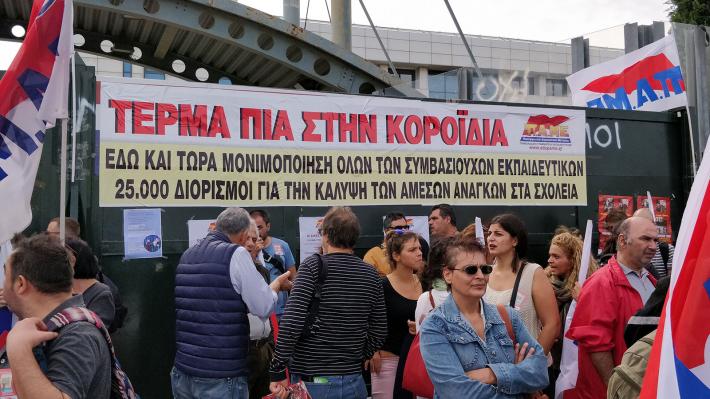 ΤΕΡΜΑ ΠΙΑ ΣΤΗΝ ΚΟΡΟΪΔΙΑ
ΠΑΜΕ
ΕΔΩ ΚΑΙ ΤΩΡΑ ΜΟΝΙΜΟΠΟΙΗΣΗ ΟΛΩΝ ΤΩΝ ΣΥΜΒΑΣΙΟΥΧΩΝ ΕΚΠΑΙΔΕΥΤΙΚΩΝ
25.000 ΔΙΟΡΙΣΜΟΙ ΓΙΑ ΤΗΝ ΚΑΛΥΨΗ ΤΩΝ ΑΜΕΣΩΝ ΑΝΑΓΚΩΝ ΣΤΑ ΣΧΟΛΕΙΑ
Π.Α.ΜΕ.